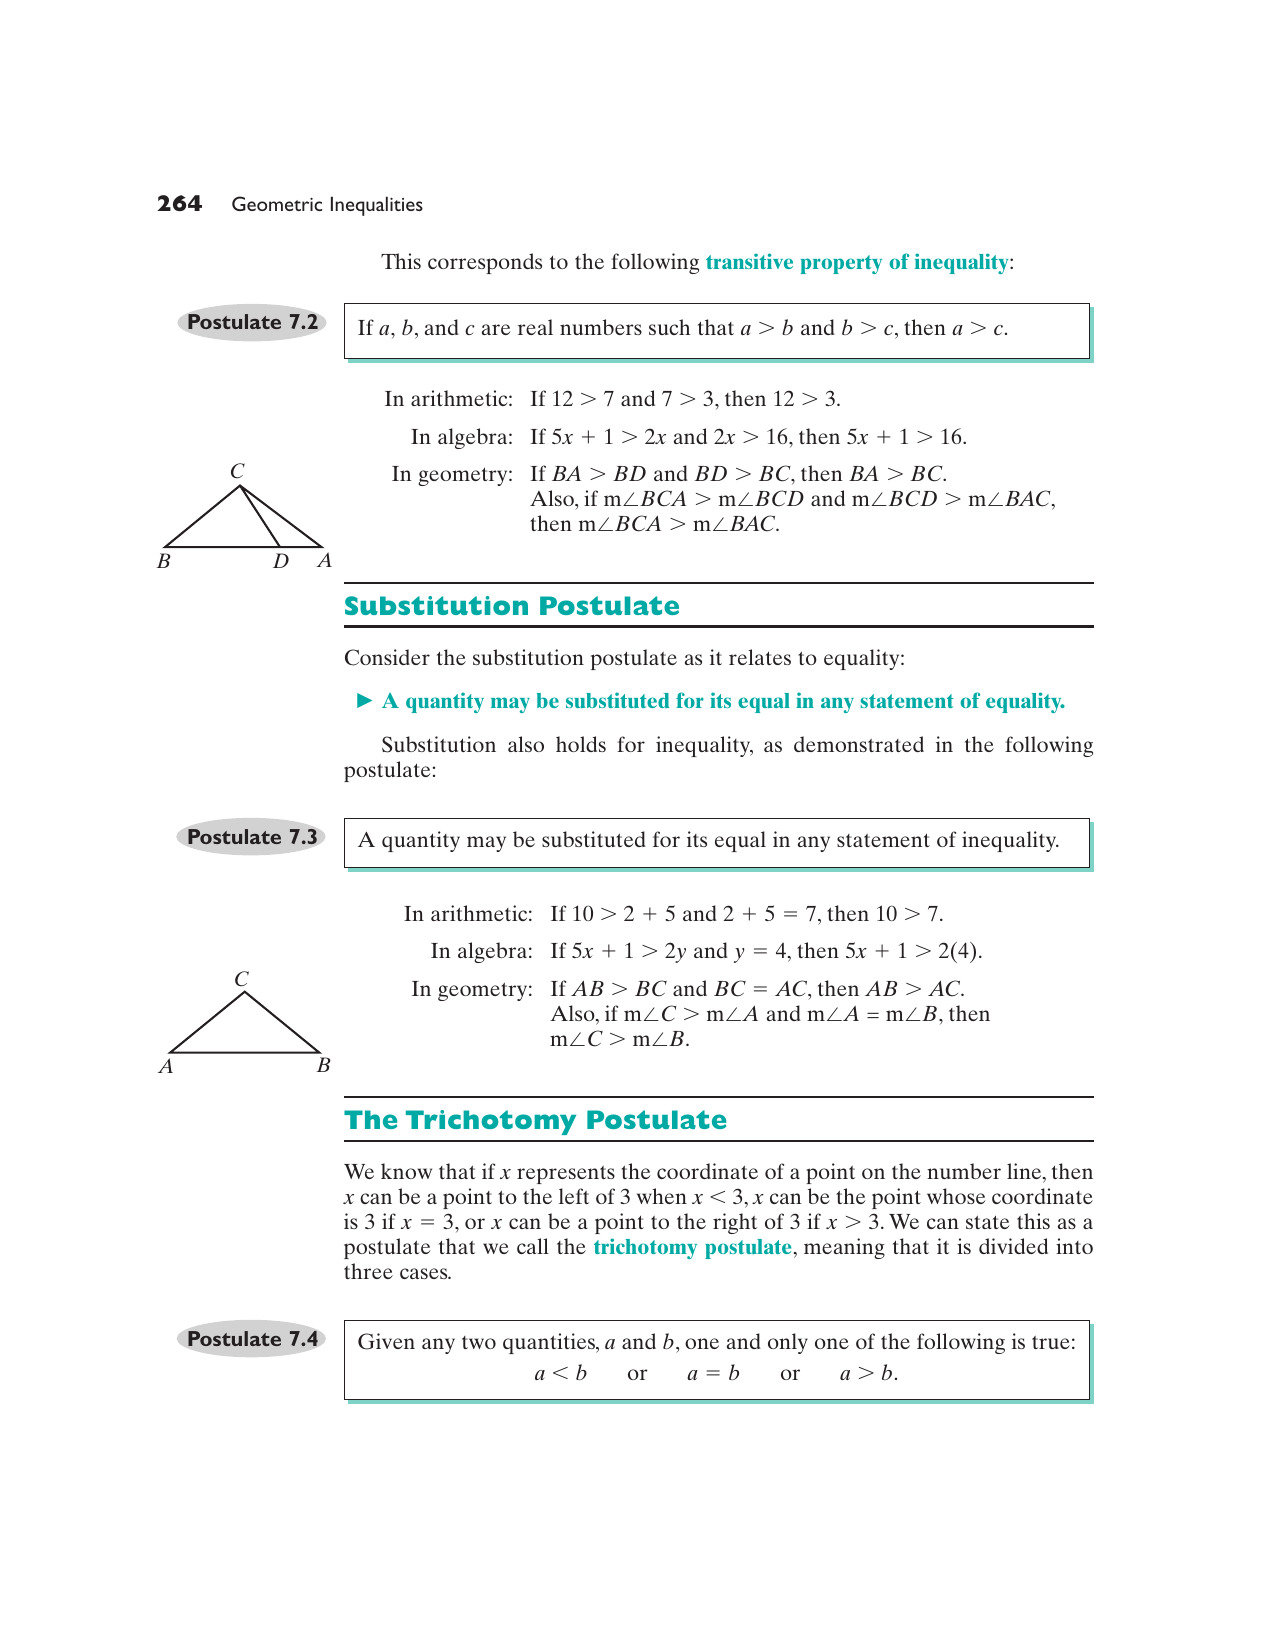 264 Geometric Inequalities
This corresponds to the following transitive property of inequality:
Postulate 7.2
If a, b, and c are real numbers such that a > b and b > c, then a > c.
In arithmetic: If 12 > 7 and 7 > 3, then 12 > 3.
In algebra: If 5x + 1 > 2x and 2x > 16, then 5x + 1 > 16.
In geometry: If BA > BD and BD > BC, then BA > BC.
Also, if m∠BCA > m∠BCD and m∠BCD > m∠BAC,
then m∠BCA > m∠BAC.
C
B D A
Substitution Postulate
Consider the substitution postulate as it relates to equality:
▶ A quantity may be substituted for its equal in any statement of equality.
Substitution also holds for inequality, as demonstrated in the following
postulate:
Postulate 7.3
A quantity may be substituted for its equal in any statement of inequality.
In arithmetic: If 10 > 2 + 5 and 2 + 5 = 7, then 10 > 7.
In algebra: If 5x + 1 > 2y and y = 4, then 5x + 1 > 2(4).
In geometry: If AB > BC and BC = AC, then AB > AC.
Also, if m∠C > m∠A and m∠A = m∠B, then
m∠C > m∠B.
C
A B
The Trichotomy Postulate
We know that if x represents the coordinate of a point on the number line, then
x can be a point to the left of 3 when x < 3, x can be the point whose coordinate
is 3 if x = 3, or x can be a point to the right of 3 if x > 3. We can state this as a
postulate that we call the trichotomy postulate, meaning that it is divided into
three cases.
Postulate 7.4
Given any two quantities, a and b, one and only one of the following is true:
a < b or a = b or a > b.